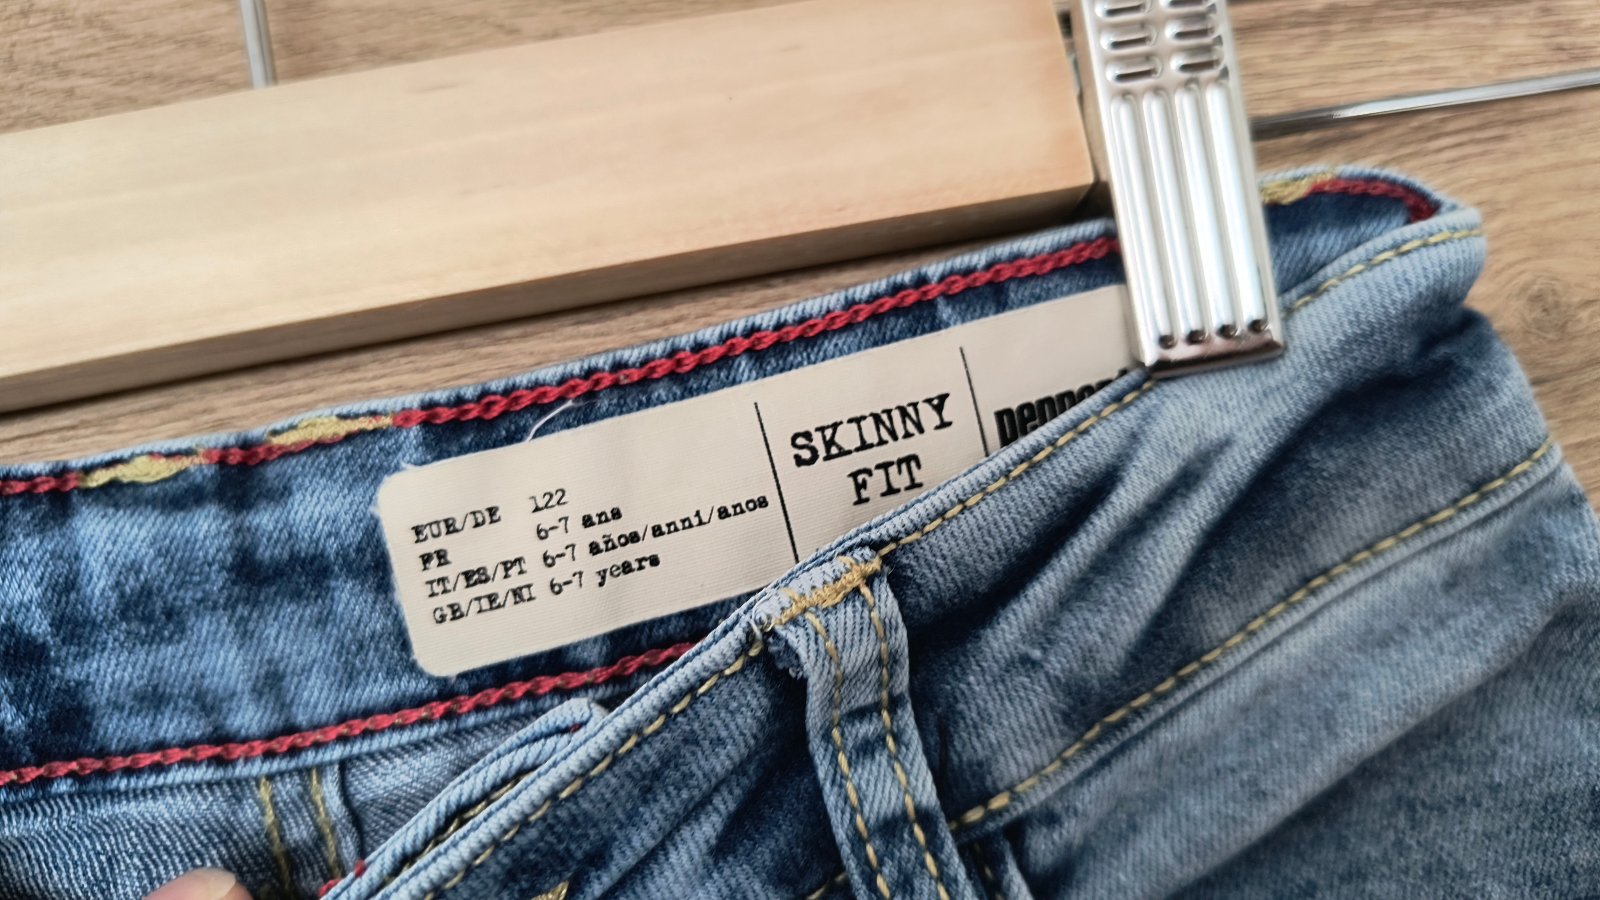 EUR/DE 122
FR 6-7 ans
IT/ES/PT 6-7 años/anni/anos
GB/IE/NI 6-7 years
SKINNY
FIT